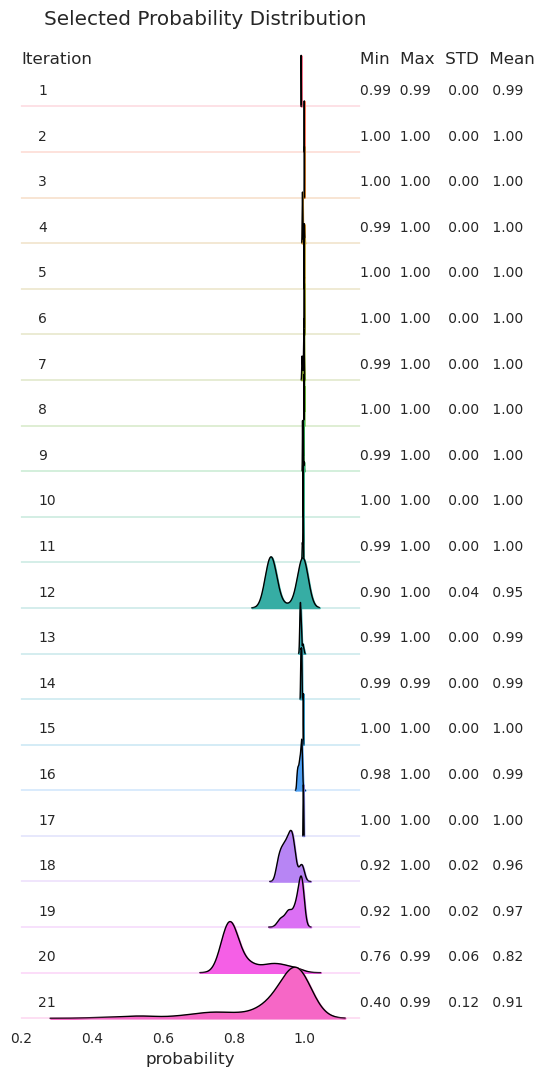 Selected Probability Distribution
Iteration Min Max STD Mean
1 0.99 0.99 0.00 0.99
2 1.00 1.00 0.00 1.00
3 1.00 1.00 0.00 1.00
4 0.99 1.00 0.00 1.00
5 1.00 1.00 0.00 1.00
6 1.00 1.00 0.00 1.00
7 0.99 1.00 0.00 1.00
8 1.00 1.00 0.00 1.00
9 0.99 1.00 0.00 1.00
10 1.00 1.00 0.00 1.00
11 0.99 1.00 0.00 1.00
12 0.90 1.00 0.04 0.95
13 0.99 1.00 0.00 0.99
14 0.99 0.99 0.00 0.99
15 1.00 1.00 0.00 1.00
16 0.98 1.00 0.00 0.99
17 1.00 1.00 0.00 1.00
18 0.92 1.00 0.02 0.96
19 0.92 1.00 0.02 0.97
20 0.76 0.99 0.06 0.82
21 0.40 0.99 0.12 0.91
0.2 0.4 0.6 0.8 1.0
probability